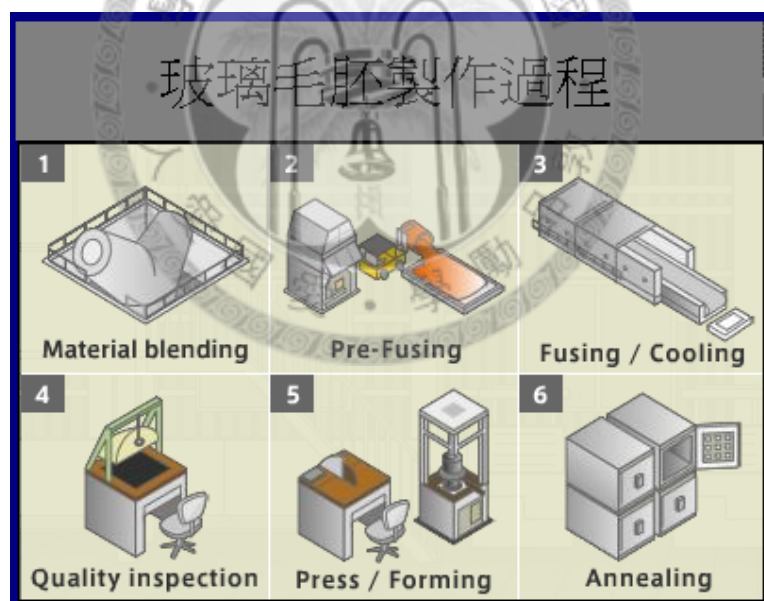 玻璃毛胚製作過程
1
Material blending
2
Pre-Fusing
3
Fusing / Cooling
4
Quality inspection
5
Press / Forming
6
Annealing